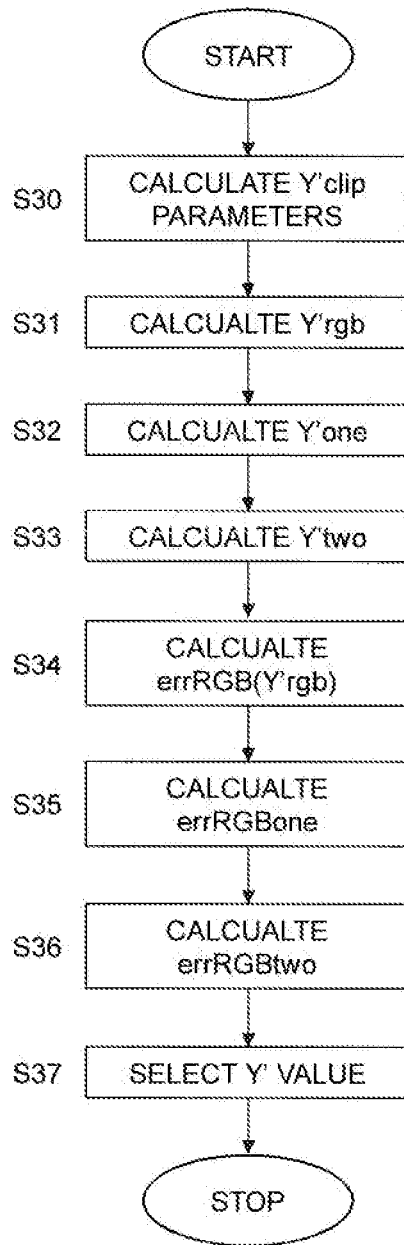 START
S30
CALCULATE Y'clip
PARAMETERS
S31
CALCUALTE Y'rgb
S32
CALCUALTE Y'one
S33
CALCUALTE Y'two
S34
CALCUALTE
errRGB(Y'rgb)
S35
CALCUALTE
errRGBone
S36
CALCUALTE
errRGBtwo
S37
SELECT Y' VALUE
STOP